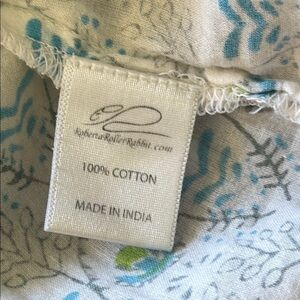 RobertaRollerRabbit.com
100% COTTON
MADE IN INDIA